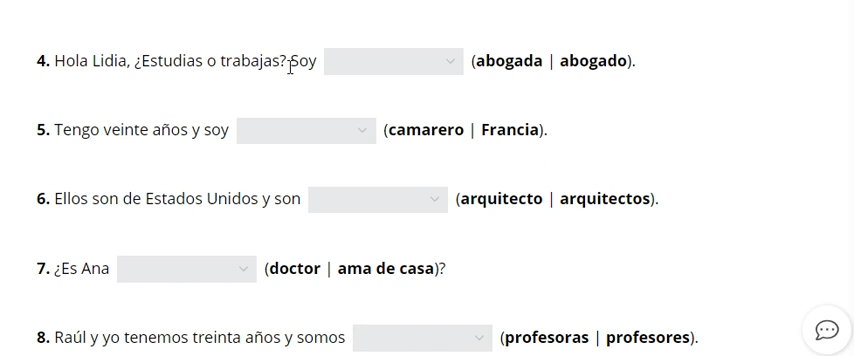 4. Hola Lidia, ¿Estudias o trabajas? Soy (abogada | abogado).
5. Tengo veinte años y soy (camarero | Francia).
6. Ellos son de Estados Unidos y son (arquitecto | arquitectos).
7. ¿Es Ana (doctor | ama de casa)?
8. Raúl y yo tenemos treinta años y somos (profesoras | profesores).